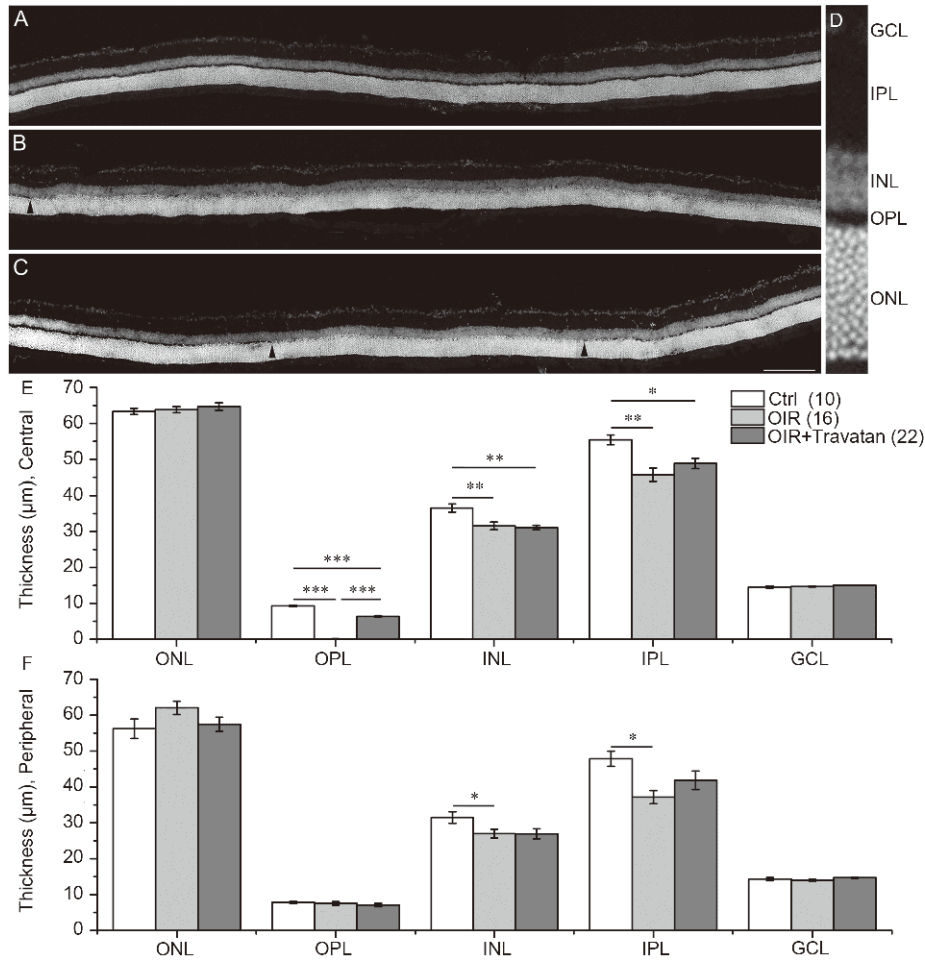 A
D
GCL
IPL
B
INL
OPL
C
ONL
E
Thickness (µm), Central
70
60
50
40
30
20
10
0
***
***
***
**
**
*
**
Ctrl (10)
OIR (16)
OIR+Travatan (22)
ONL
OPL
INL
IPL
GCL
F
Thickness (µm), Peripheral
70
60
50
40
30
20
10
0
*
*
ONL
OPL
INL
IPL
GCL